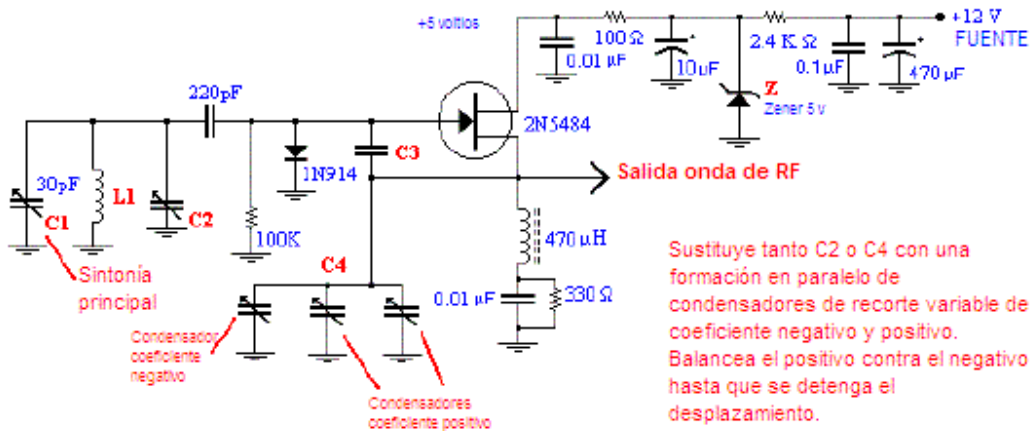 +5 voltios
+12 V
FUENTE
100 Ω
2.4 K Ω
0.01 µF
10uF
Z
Zener 5 v
0.1µF
470 µF
220pF
2N5484
C3
1N914
Salida onda de RF
30pF
L1
C1
C2
100K
470 µH
Sintonía
principal
C4
0.01 µF
330 Ω
Condensador
coeficiente
negativo
Condensadores
coeficiente positivo
Sustituye tanto C2 o C4 con una
formación en paralelo de
condensadores de recorte variable de
coeficiente negativo y positivo.
Balancea el positivo contra el negativo
hasta que se detenga el
desplazamiento.